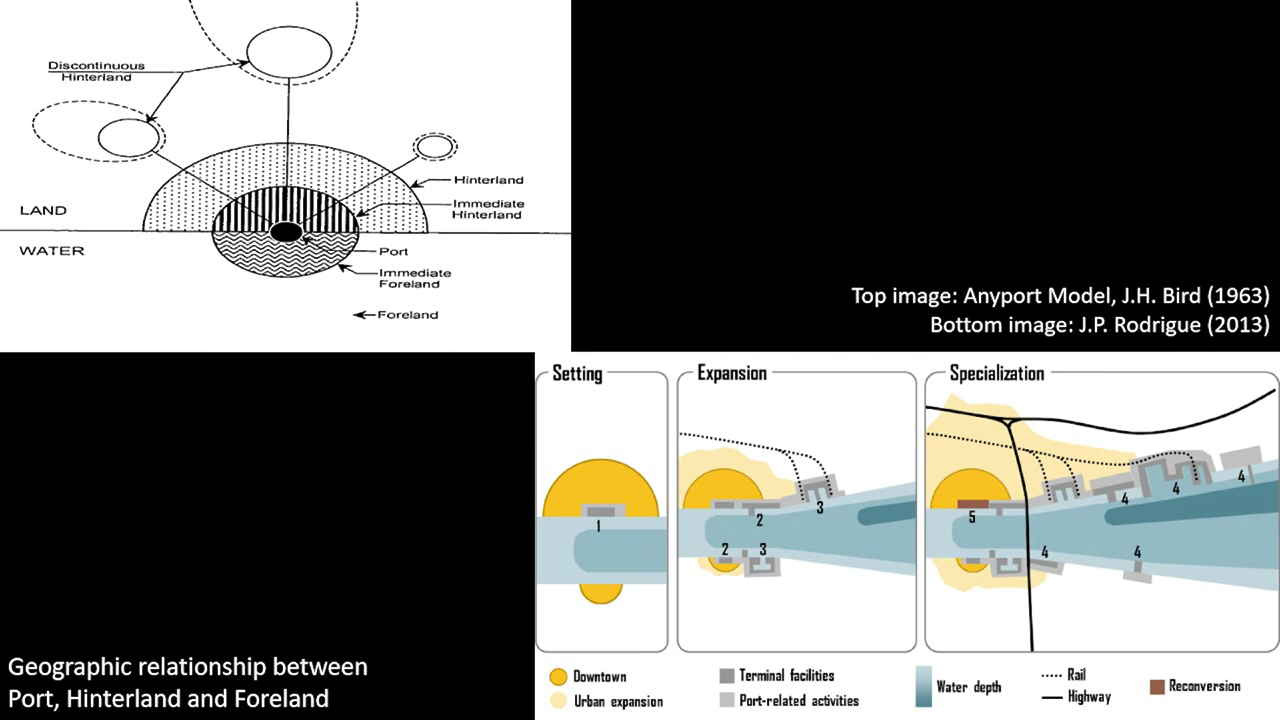 Discontinuous
Hinterland
Hinterland
LAND
Immediate
Hinterland
WATER
Port
Immediate
Foreland
Foreland
Top image: Anyport Model, J.H. Bird (1963)
Bottom image: J.P. Rodrigue (2013)
Setting
Expansion
Specialization
1
2
3
2
3
4
4
4
5
4
4
Geographic relationship between
Port, Hinterland and Foreland
Downtown
Urban expansion
Terminal facilities
Port-related activities
Water depth
Rail
Highway
Reconversion